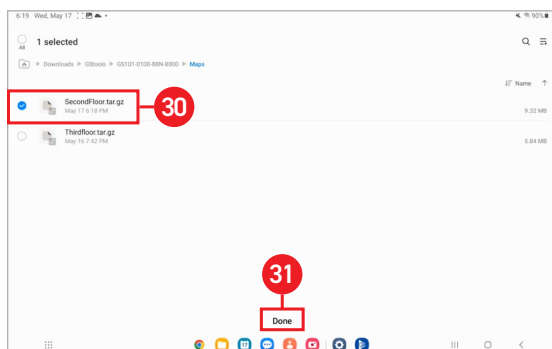 6:19 Wed, May 17
90%
All
1 selected
Downloads ▶ GStools ▶ GS101-0100-88N-8000 ▶ Maps
Name
SecondFloor.tar.gz
May 17 6:18 PM
9.32 MB
30
Thirdfloor.tar.gz
May 16 7:42 PM
5.84 MB
31
Done
17